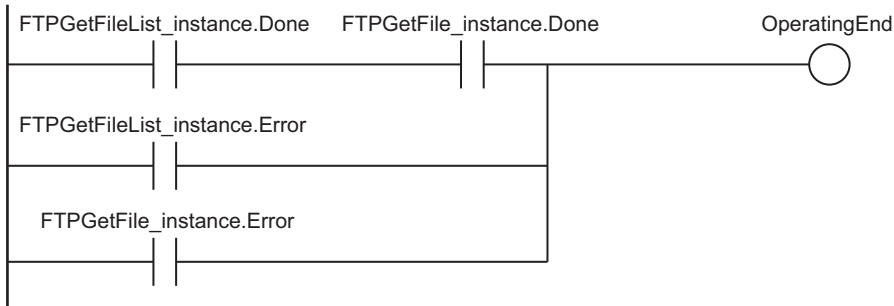 FTPGetFileList_instance.Done FTPGetFile_instance.Done OperatingEnd
FTPGetFileList_instance.Error
FTPGetFile_instance.Error